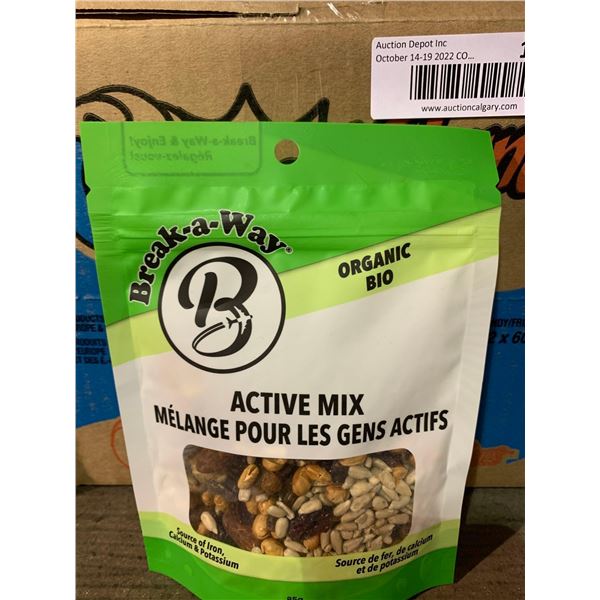 Auction Depot Inc
October 14-19 2022 CO...
1
www.auctioncalgary.com
Break-a-Way & Enjoy!
Régalez-vous!
Break-a-Way®
B
ORGANIC
BIO
ACTIVE MIX
MÉLANGE POUR LES GENS ACTIFS
Source of Iron,
Calcium & Potassium
Source de fer, de calcium
et de potassium
85g